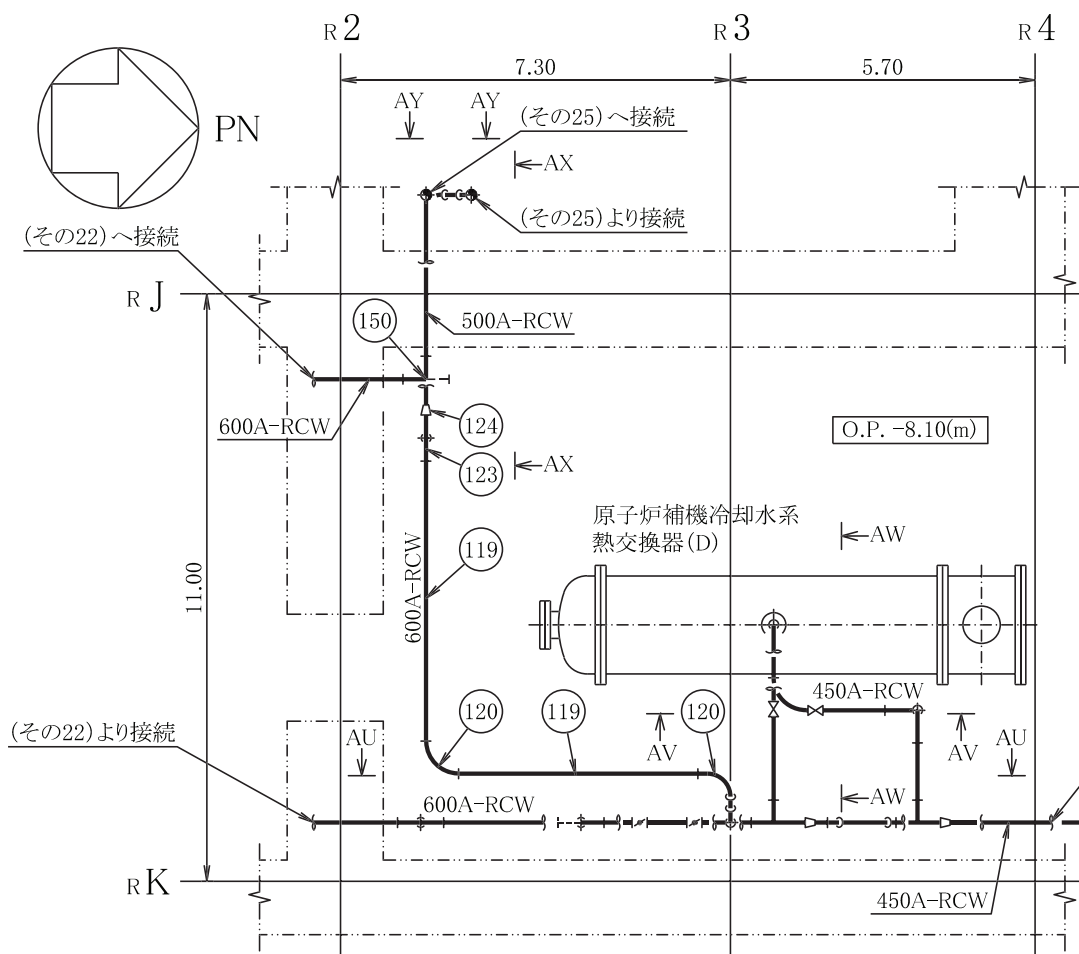 R2
R3
R4
7.30
5.70
PN
AY
AY
(その25)へ接続
AX
(その25)より接続
(その22)へ接続
RJ
150
500A-RCW
600A-RCW
124
O.P. -8.10(m)
123
AX
原子炉補機冷却水系
熱交換器(D)
AW
119
600A-RCW
11.00
450A-RCW
120
119
120
(その22)より接続
AU
AV
AV
AU
600A-RCW
AW
RK
450A-RCW